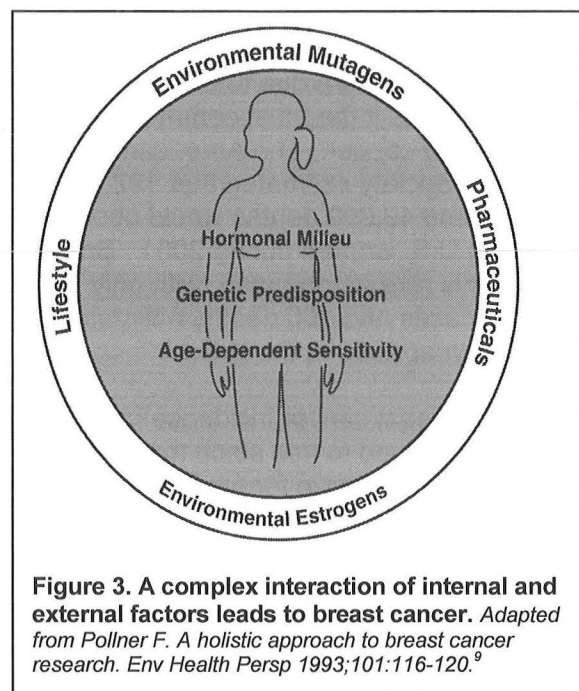 Environmental Mutagens
Lifestyle
Pharmaceuticals
Hormonal Milieu
Genetic Predisposition
Age-Dependent Sensitivity
Environmental Estrogens
Figure 3. A complex interaction of internal and
external factors leads to breast cancer. Adapted
from Pollner F. A holistic approach to breast cancer
research. Env Health Persp 1993;101:116-120.⁹